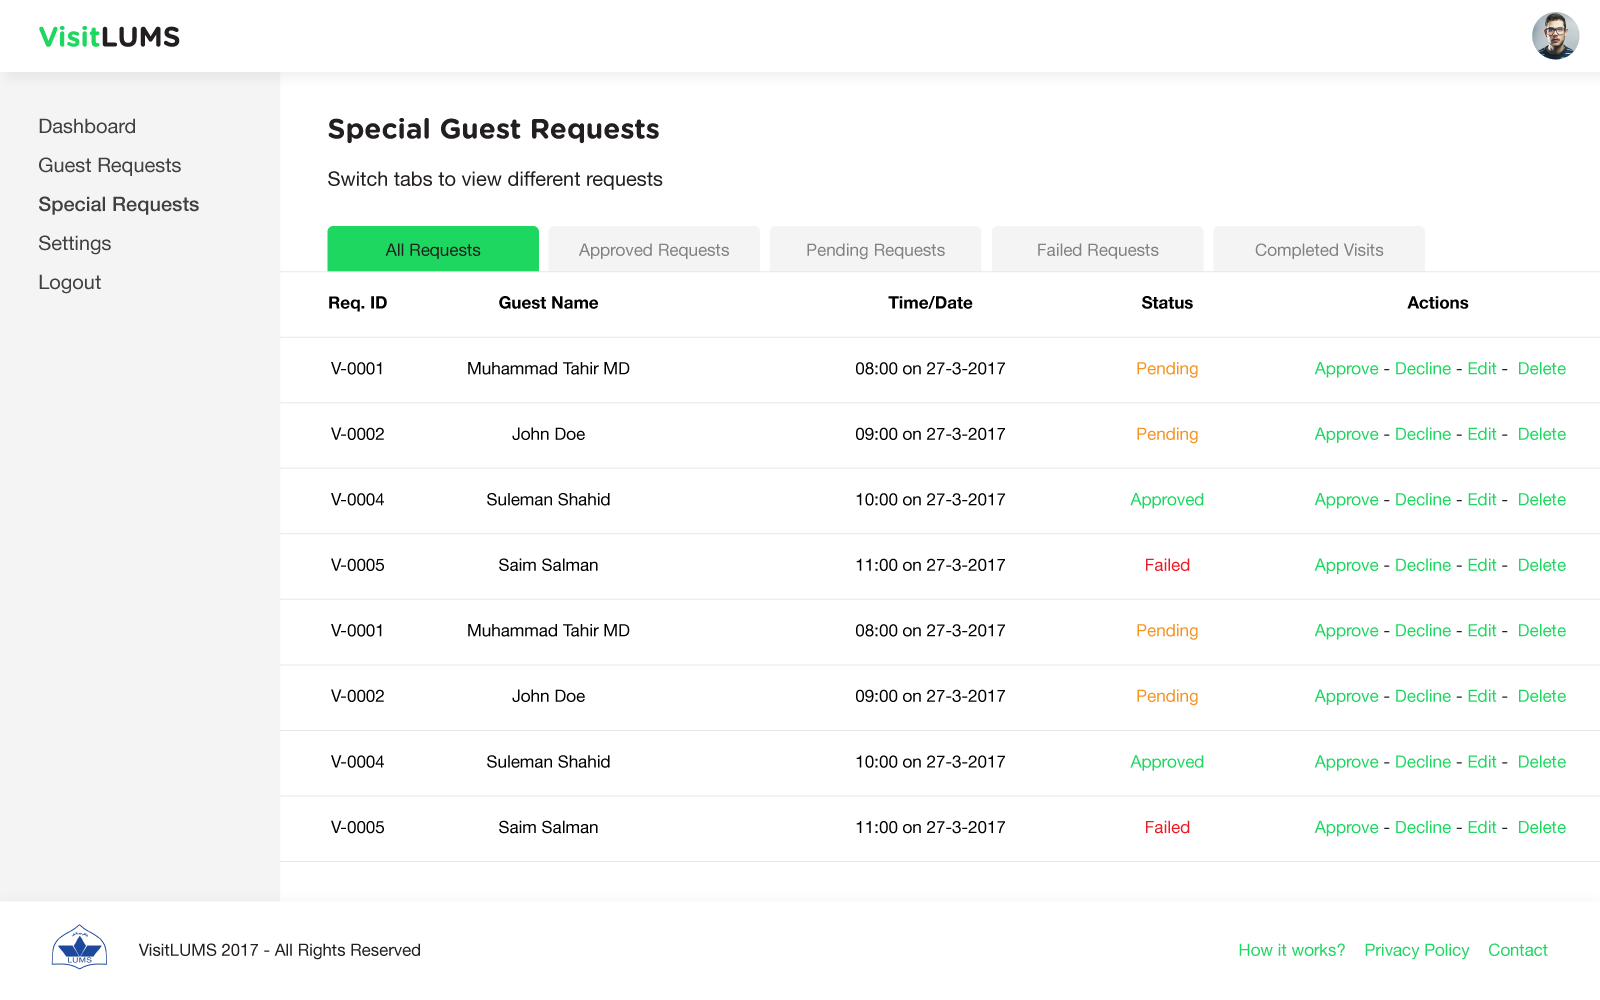 VisitLUMS
Dashboard
Guest Requests
Special Requests
Settings
Logout
Special Guest Requests
Switch tabs to view different requests
All Requests Approved Requests Pending Requests Failed Requests Completed Visits
Req. ID Guest Name Time/Date Status Actions
V-0001 Muhammad Tahir MD 08:00 on 27-3-2017 Pending Approve - Decline - Edit - Delete
V-0002 John Doe 09:00 on 27-3-2017 Pending Approve - Decline - Edit - Delete
V-0004 Suleman Shahid 10:00 on 27-3-2017 Approved Approve - Decline - Edit - Delete
V-0005 Saim Salman 11:00 on 27-3-2017 Failed Approve - Decline - Edit - Delete
V-0001 Muhammad Tahir MD 08:00 on 27-3-2017 Pending Approve - Decline - Edit - Delete
V-0002 John Doe 09:00 on 27-3-2017 Pending Approve - Decline - Edit - Delete
V-0004 Suleman Shahid 10:00 on 27-3-2017 Approved Approve - Decline - Edit - Delete
V-0005 Saim Salman 11:00 on 27-3-2017 Failed Approve - Decline - Edit - Delete
LUMS
VisitLUMS 2017 - All Rights Reserved
How it works? Privacy Policy Contact